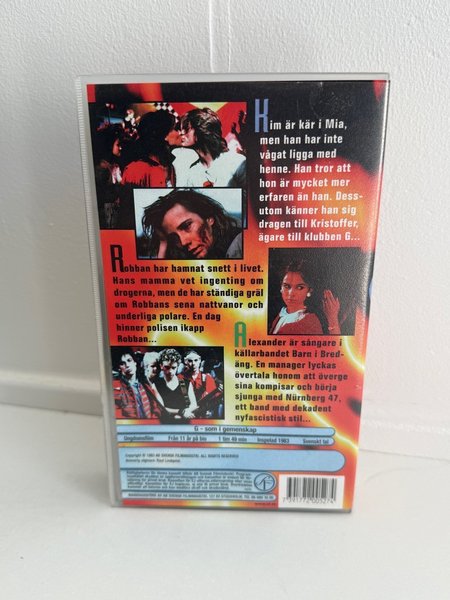 Kim är kär i Mia,
men han har inte
vågat ligga med
henne. Han tror att
hon är mycket mer
erfaren än han. Dess-
utom känner han sig
dragen till Kristoffer,
ägare till klubben G...
Robban har hamnat snett i livet.
Hans mamma vet ingenting om
drogerna, men de har ständiga gräl
om Robbans sena nattvanor och
underliga polare. En dag
hinner polisen ikapp
Robban...
Alexander är sångare i
källarbandet Barn i Bred-
äng. En manager lyckas
övertala honom att överge
sina kompisar och börja
sjunga med Nürnberg 47,
ett band med dekadent
nyfascistisk stil...
G - som i gemenskap
Ungdomsfilm Från 11 år på bio 1 tim 40 min Inspelad 1983 Svenskt tal